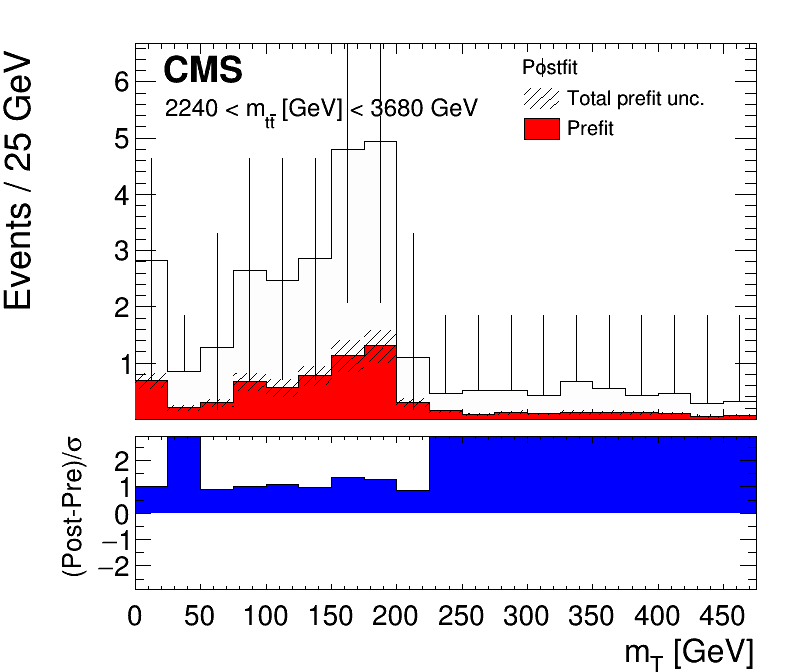 Events / 25 GeV
CMS
2240 < m_tt̄ [GeV] < 3680 GeV
Postfit
Total prefit unc.
Prefit
6
5
4
3
2
1
(Post-Pre)/σ
2
1
0
−1
−2
0 50 100 150 200 250 300 350 400 450
m_T [GeV]